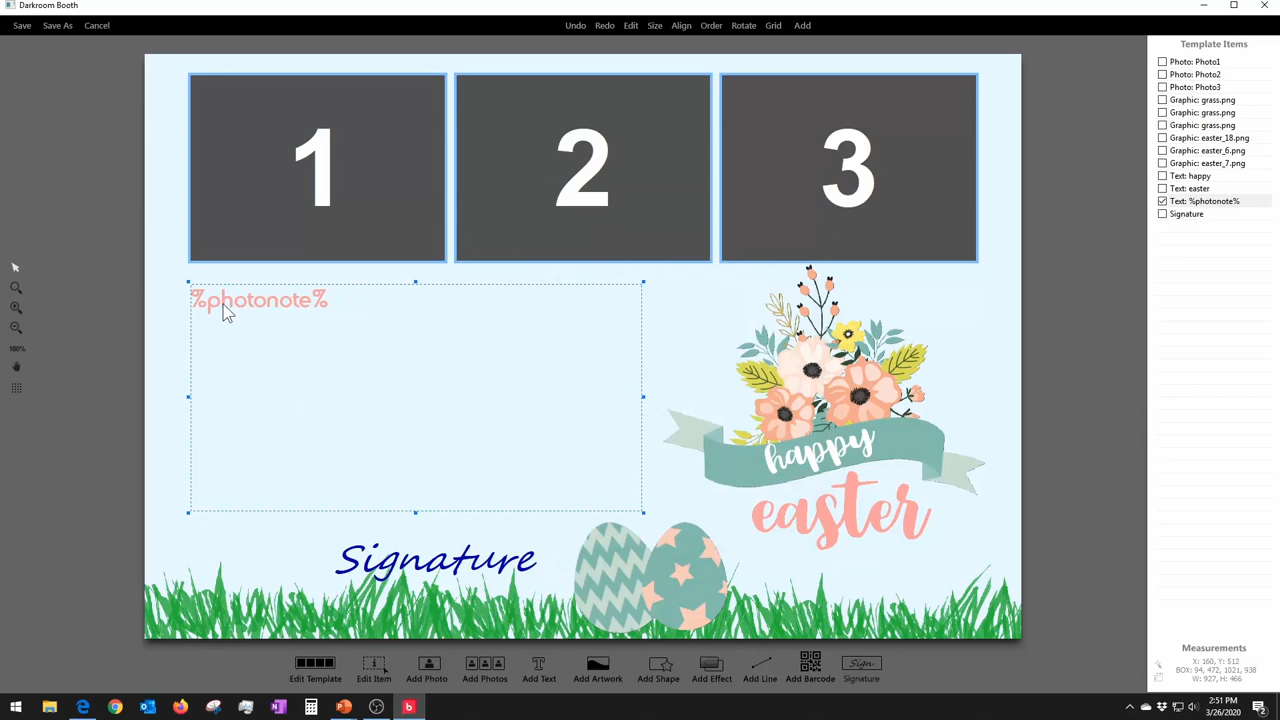 Darkroom Booth
Save Save As Cancel Undo Redo Edit Size Align Order Rotate Grid Add
Template Items
Photo: Photo1
Photo: Photo2
Photo: Photo3
Graphic: grass.png
Graphic: grass.png
Graphic: grass.png
Graphic: easter_18.png
Graphic: easter_6.png
Graphic: easter_7.png
Text: happy
Text: easter
Text: %photonote%
Signature
1 2 3
%photonote%
100%
happy
easter
Signature
Measurements
X: 160, Y: 512
BOX: 94, 472, 1021, 938
W: 927, H: 466
Sign
Edit Template Edit Item Add Photo Add Photos Add Text Add Artwork Add Shape Add Effect Add Line Add Barcode Signature
2:51 PM
3/26/2020